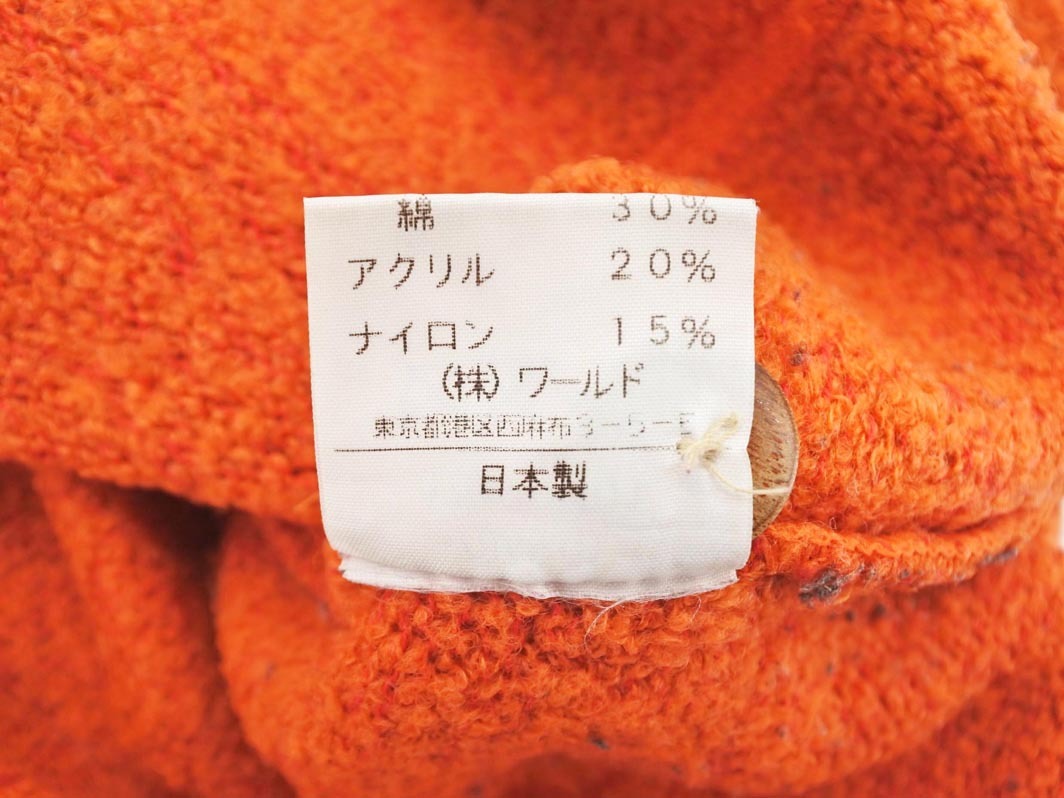 綿 30%
アクリル 20%
ナイロン 15%
(株) ワールド
東京都港区西麻布3-5-
日本製